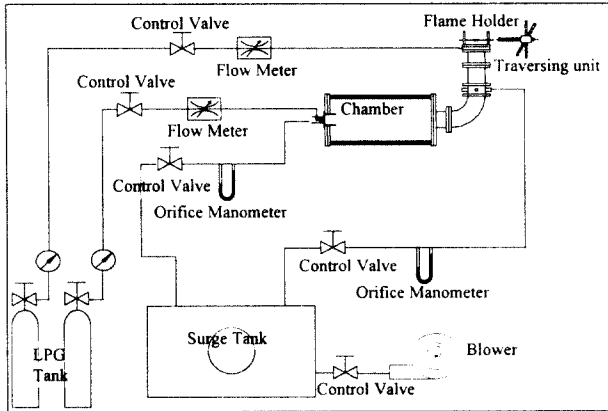 Control Valve
Flame Holder
Control Valve
Flow Meter
Traversing unit
Chamber
Flow Meter
Control Valve
Orifice Manometer
Control Valve
Orifice Manometer
Surge Tank
LPG
Tank
Blower
Control Valve